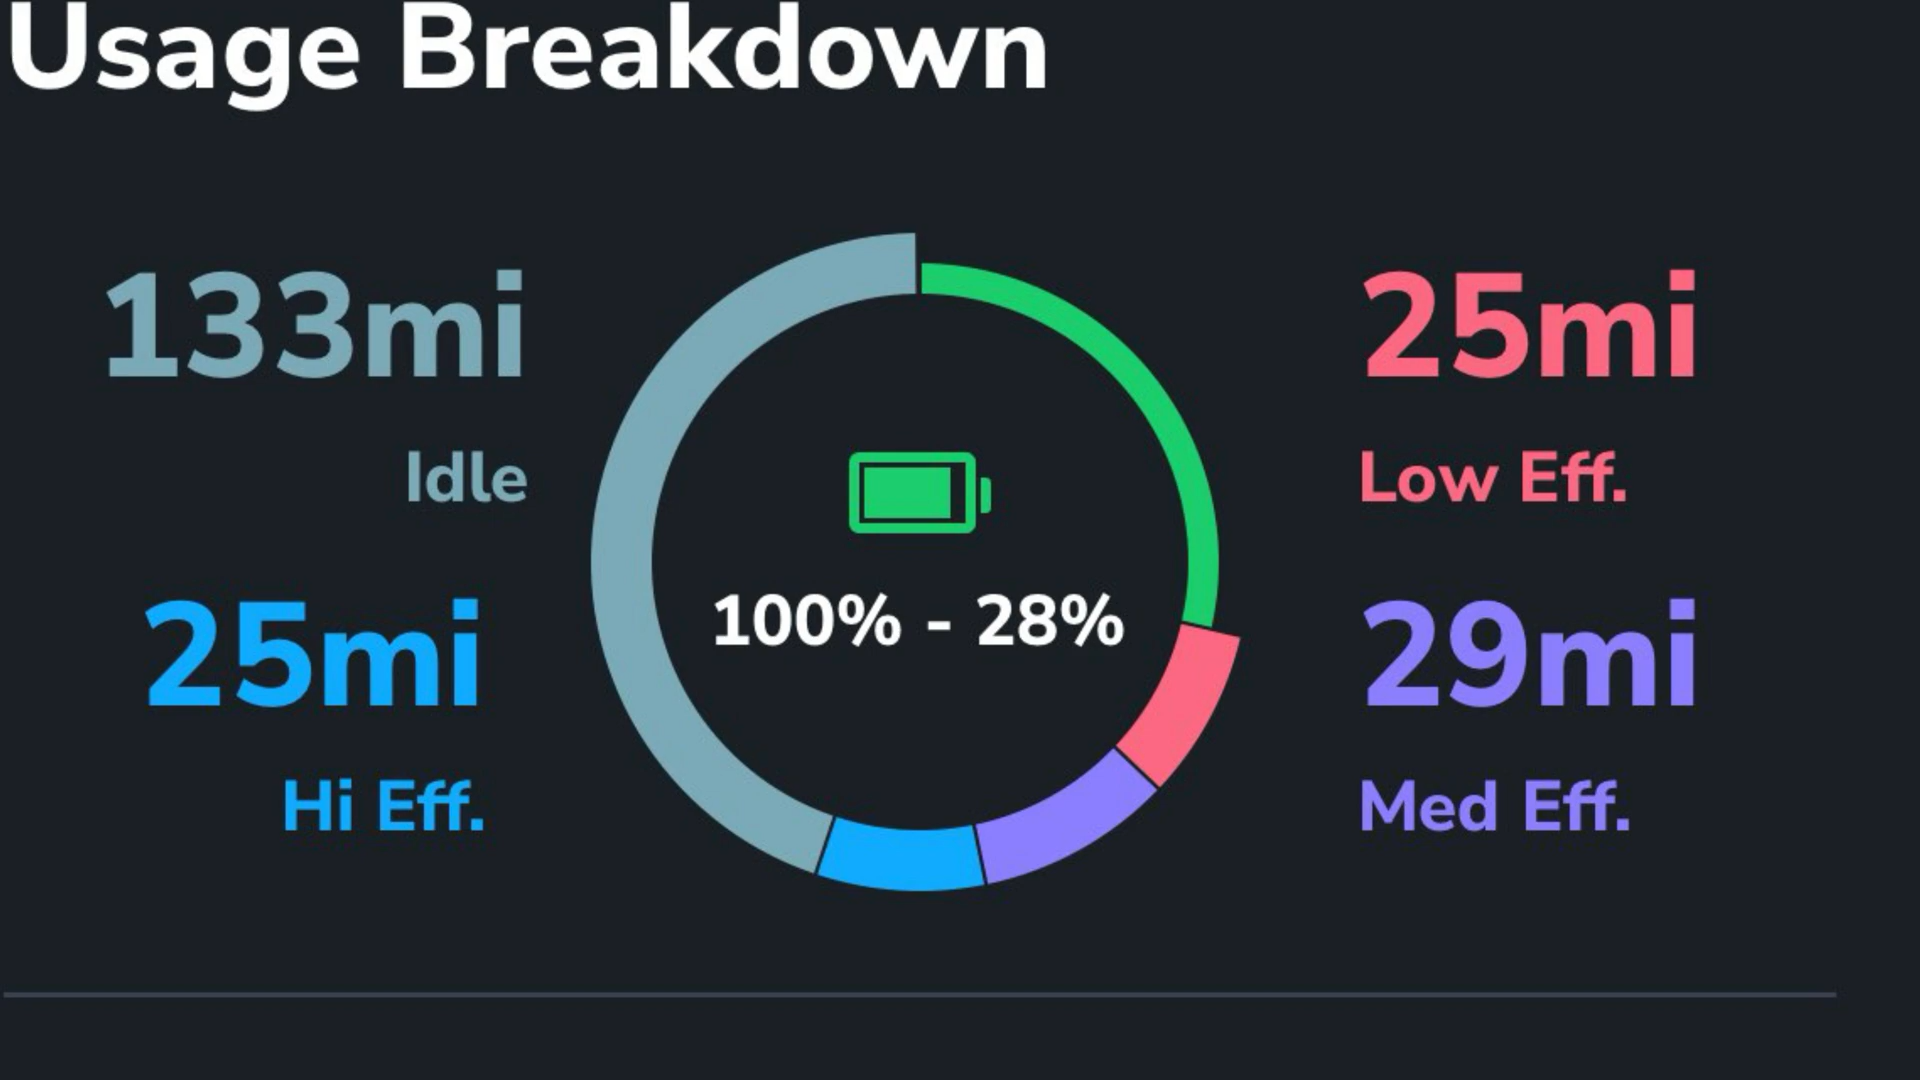 Usage Breakdown
133mi
Idle
25mi
Hi Eff.
100% - 28%
25mi
Low Eff.
29mi
Med Eff.